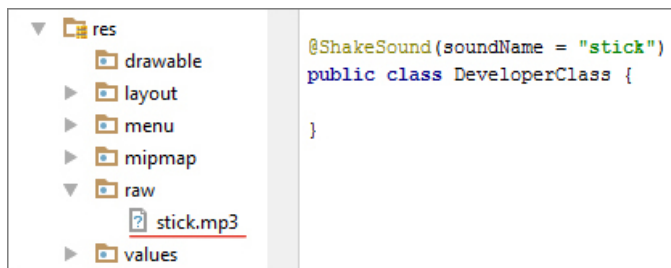 res
drawable
layout
menu
mipmap
raw
stick.mp3
values
@ShakeSound(soundName = "stick")
public class DeveloperClass {
}